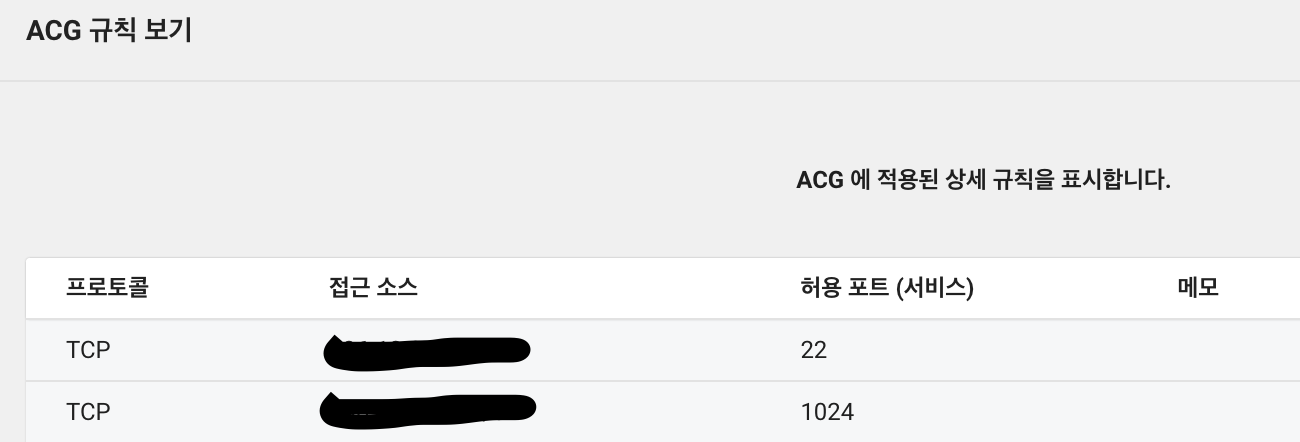 ACG 규칙 보기
ACG 에 적용된 상세 규칙을 표시합니다.
프로토콜 접근 소스 허용 포트 (서비스) 메모
TCP 22
TCP 1024